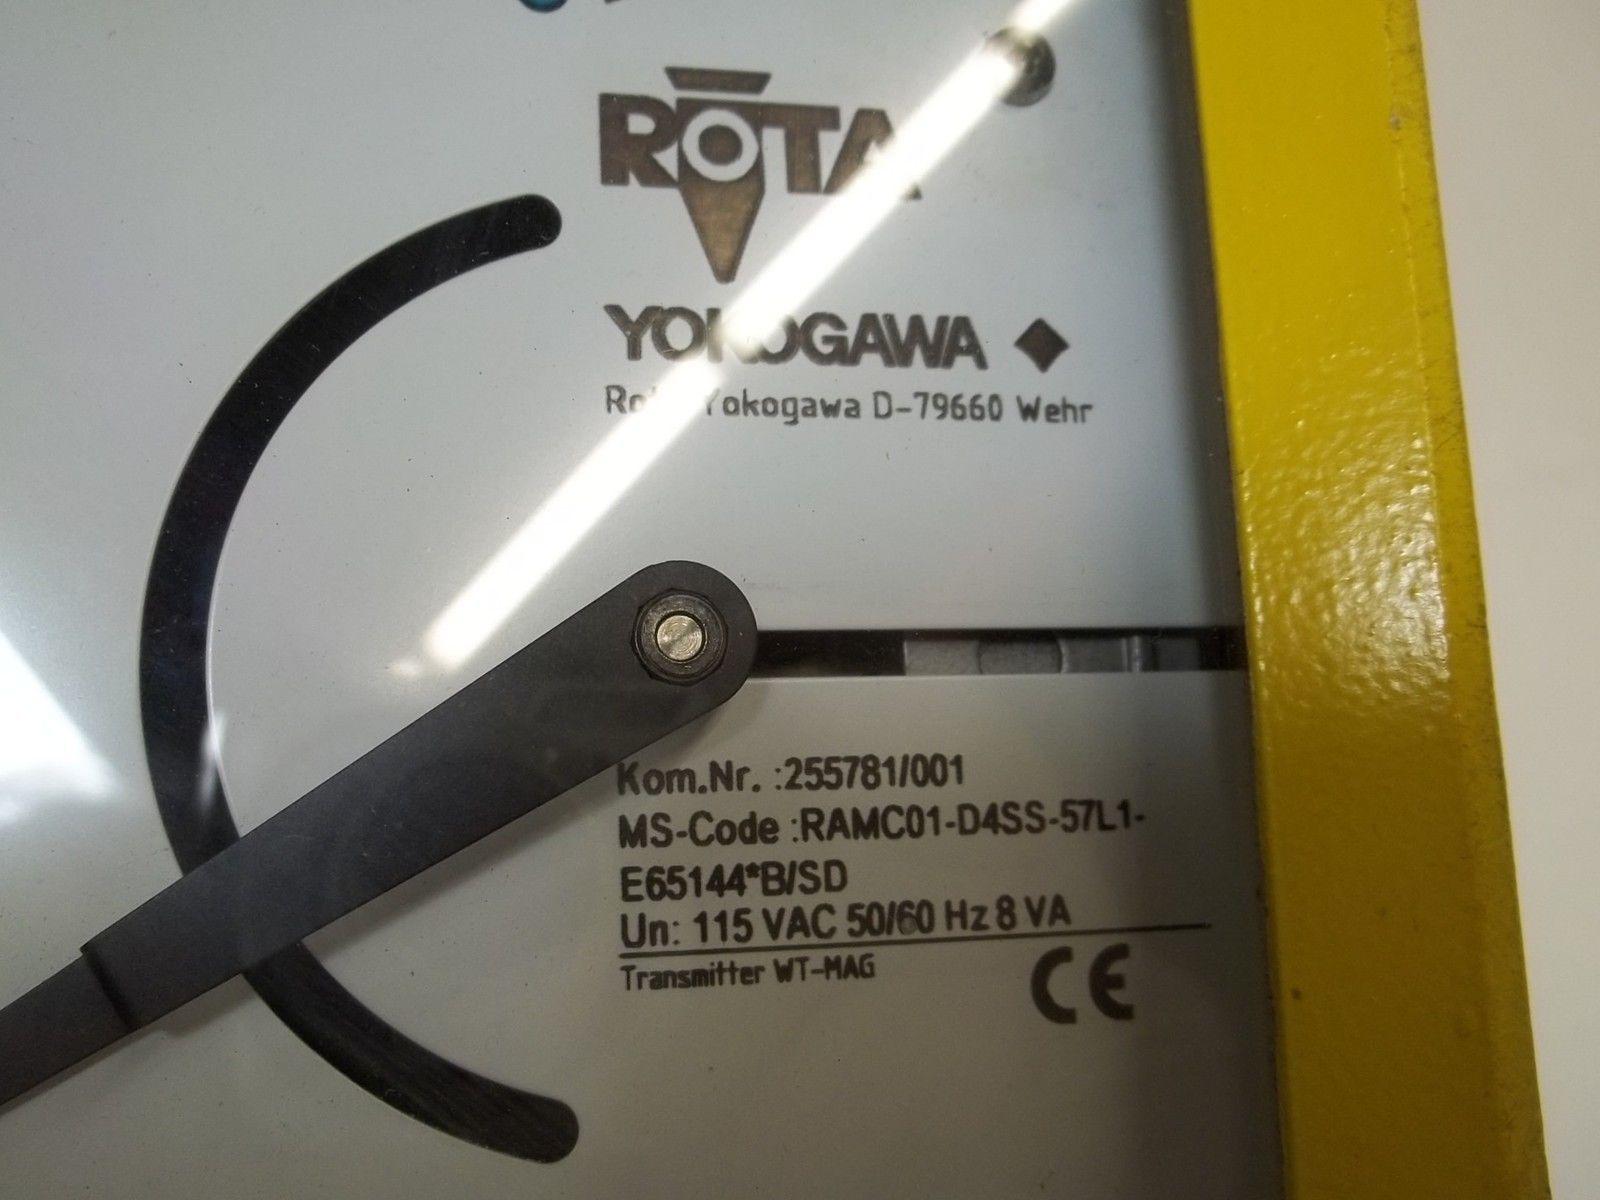 ROTA
YOKOGAWA
Rota Yokogawa D-79660 Wehr
Kom.Nr. :255781/001
MS-Code :RAMC01-D4SS-57L1-
E65144*B/SD
Un: 115 VAC 50/60 Hz 8 VA
Transmitter WT-MAG
CE